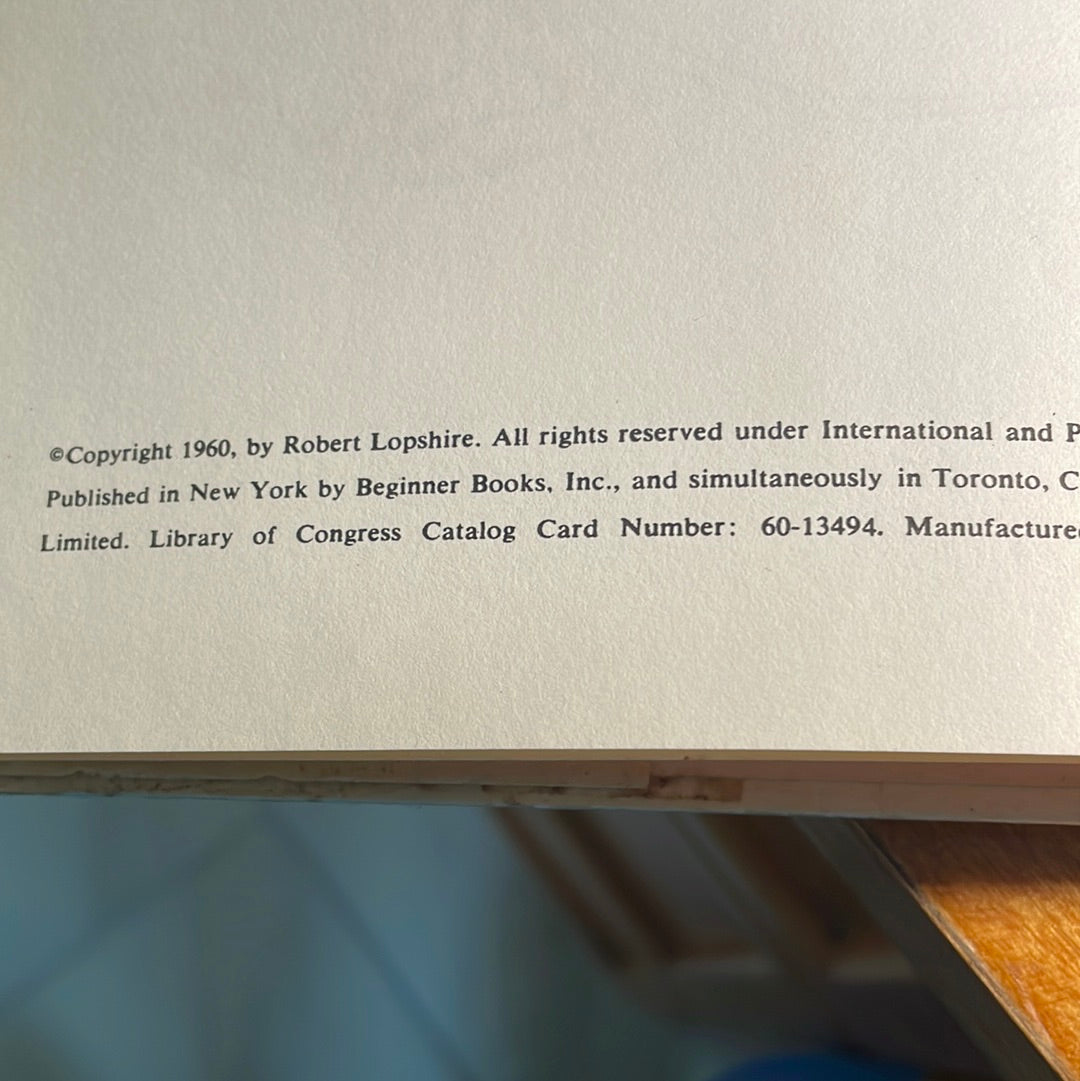 ©Copyright 1960, by Robert Lopshire. All rights reserved under International and P
Published in New York by Beginner Books, Inc., and simultaneously in Toronto, C
Limited. Library of Congress Catalog Card Number: 60-13494. Manufacture